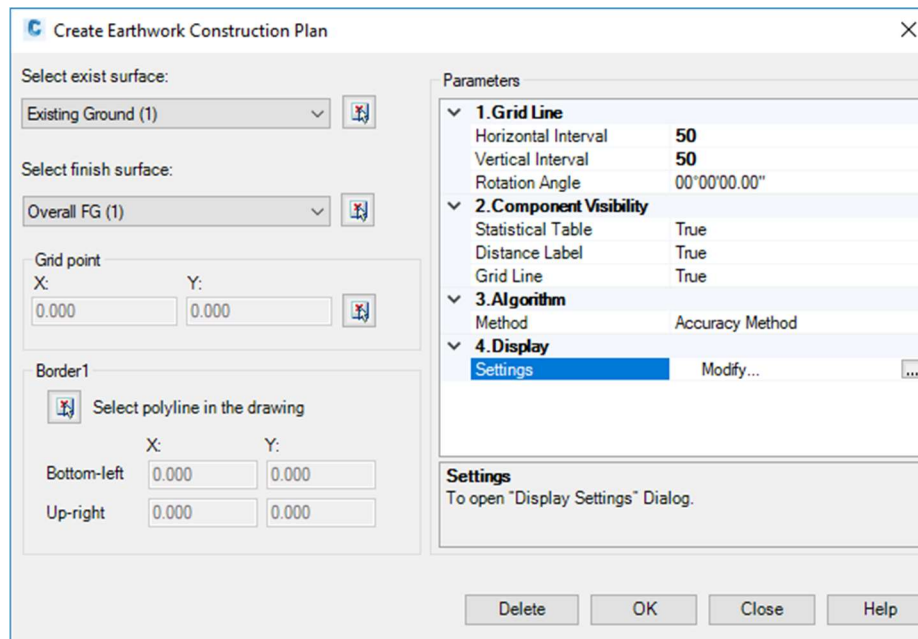 Create Earthwork Construction Plan
Select exist surface:
Existing Ground (1)
Select finish surface:
Overall FG (1)
Grid point
X: Y:
0.000 0.000
Border1
Select polyline in the drawing
X: Y:
Bottom-left 0.000 0.000
Up-right 0.000 0.000
Parameters
1.Grid Line
Horizontal Interval 50
Vertical Interval 50
Rotation Angle 00°00'00.00"
2.Component Visibility
Statistical Table True
Distance Label True
Grid Line True
3.Algorithm
Method Accuracy Method
4.Display
Settings Modify... ...
Settings
To open "Display Settings" Dialog.
Delete OK Close Help